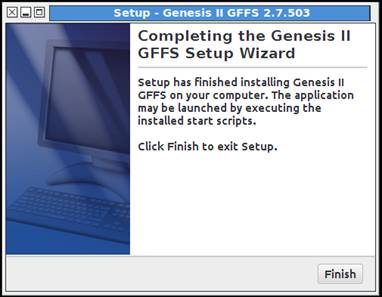 Setup - Genesis II GFFS 2.7.503
Completing the Genesis II
GFFS Setup Wizard
Setup has finished installing Genesis II
GFFS on your computer. The application
may be launched by executing the
installed start scripts.
Click Finish to exit Setup.
Finish